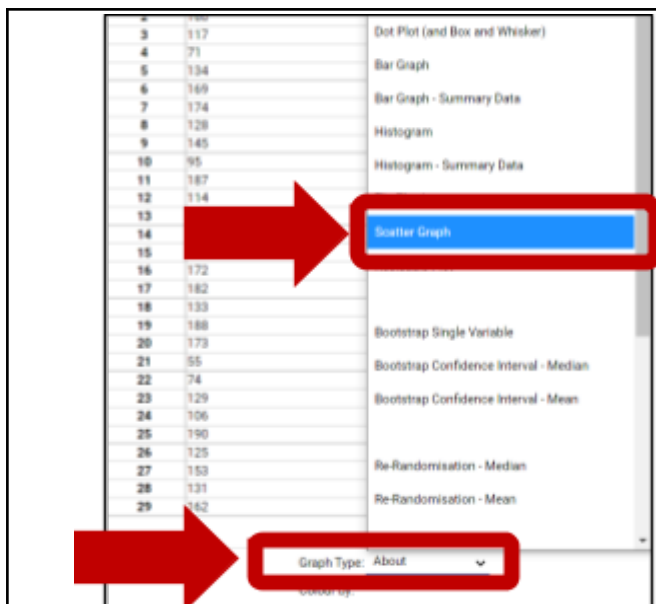 3 117
4 71
5 134
6 169
7 174
8 128
9 145
10 95
11 187
12 114
13
14
15
16 172
17 182
18 133
19 188
20 173
21 55
22 74
23 129
24 106
25 190
26 125
27 153
28 131
29 162
Dot Plot (and Box and Whisker)
Bar Graph
Bar Graph - Summary Data
Histogram
Histogram - Summary Data
Scatter Graph
Bootstrap Single Variable
Bootstrap Confidence Interval - Median
Bootstrap Confidence Interval - Mean
Re-Randomisation - Median
Re-Randomisation - Mean
Graph Type: About
Colour by: